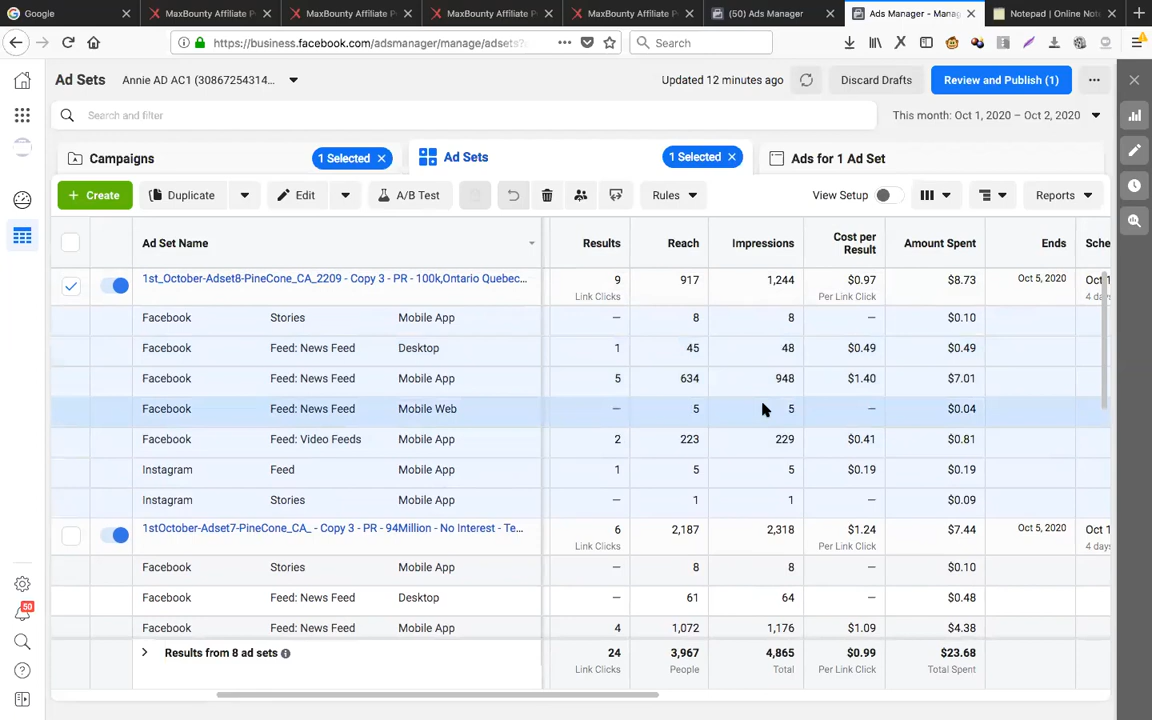 Google
MaxBounty Affiliate P
MaxBounty Affiliate P
MaxBounty Affiliate P
MaxBounty Affiliate P
(50) Ads Manager
Ads Manager - Mana
Notepad | Online Not
https://business.facebook.com/adsmanager/manage/adsets?
Search
Ad Sets
Annie AD AC1 (30867254314...
Updated 12 minutes ago
Discard Drafts
Review and Publish (1)
Search and filter
This month: Oct 1, 2020 – Oct 2, 2020
Campaigns
1 Selected
Ad Sets
1 Selected
Ads for 1 Ad Set
+ Create
Duplicate
Edit
A/B Test
Rules
View Setup
Reports
Ad Set Name
Results
Reach
Impressions
Cost per
Result
Amount Spent
Ends
Sche
1st_October-Adset8-PineCone_CA_2209 - Copy 3 - PR - 100k,Ontario Quebec...
9
917
1,244
$0.97
$8.73
Oct 5, 2020
Oct 1
Link Clicks
Per Link Click
4 days
Facebook Stories Mobile App — 8 8 — $0.10
Facebook Feed: News Feed Desktop 1 45 48 $0.49 $0.49
Facebook Feed: News Feed Mobile App 5 634 948 $1.40 $7.01
Facebook Feed: News Feed Mobile Web — 5 5 — $0.04
Facebook Feed: Video Feeds Mobile App 2 223 229 $0.41 $0.81
Instagram Feed Mobile App 1 5 5 $0.19 $0.19
Instagram Stories Mobile App — 1 1 — $0.09
1stOctober-Adset7-PineCone_CA_ - Copy 3 - PR - 94Million - No Interest - Te...
6
2,187
2,318
$1.24
$7.44
Oct 5, 2020
Oct 1
Link Clicks
Per Link Click
4 days
Facebook Stories Mobile App — 8 8 — $0.10
Facebook Feed: News Feed Desktop — 61 64 — $0.48
Facebook Feed: News Feed Mobile App 4 1,072 1,176 $1.09 $4.38
Results from 8 ad sets
24
3,967
4,865
$0.99
$23.68
Link Clicks
People
Total
Per Link Click
Total Spent
50